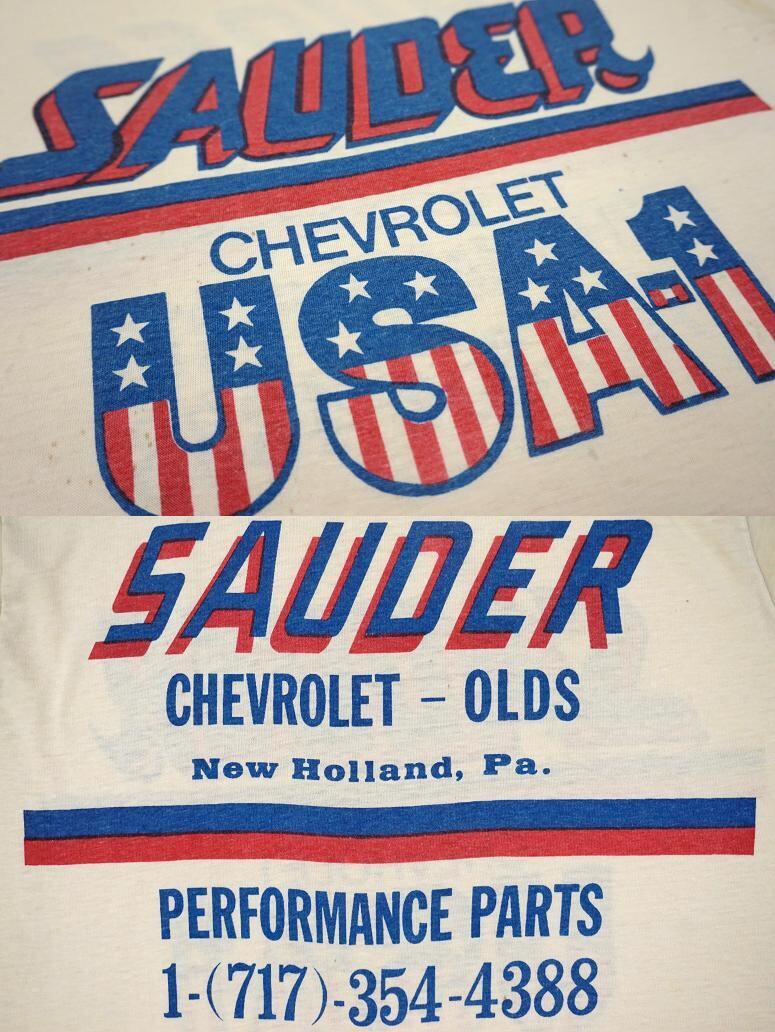 SAUDER
CHEVROLET
USA-1
SAUDER
CHEVROLET – OLDS
New Holland, Pa.
PERFORMANCE PARTS
1-(717)-354-4388